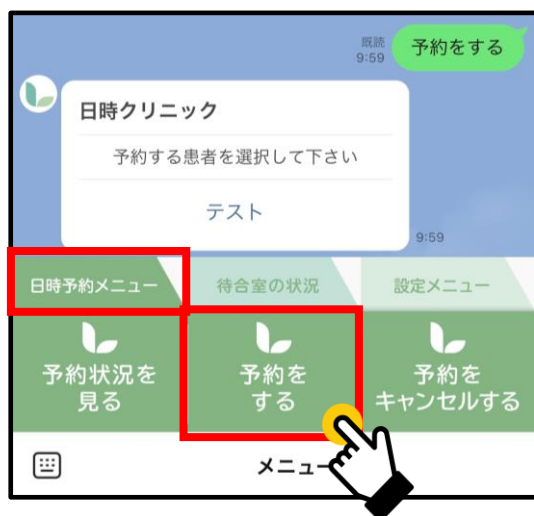 予約をする
既読
9:59
日時クリニック
予約する患者を選択して下さい
テスト
9:59
日時予約メニュー
待合室の状況
設定メニュー
予約状況を
見る
予約を
する
予約を
キャンセルする
メニュー